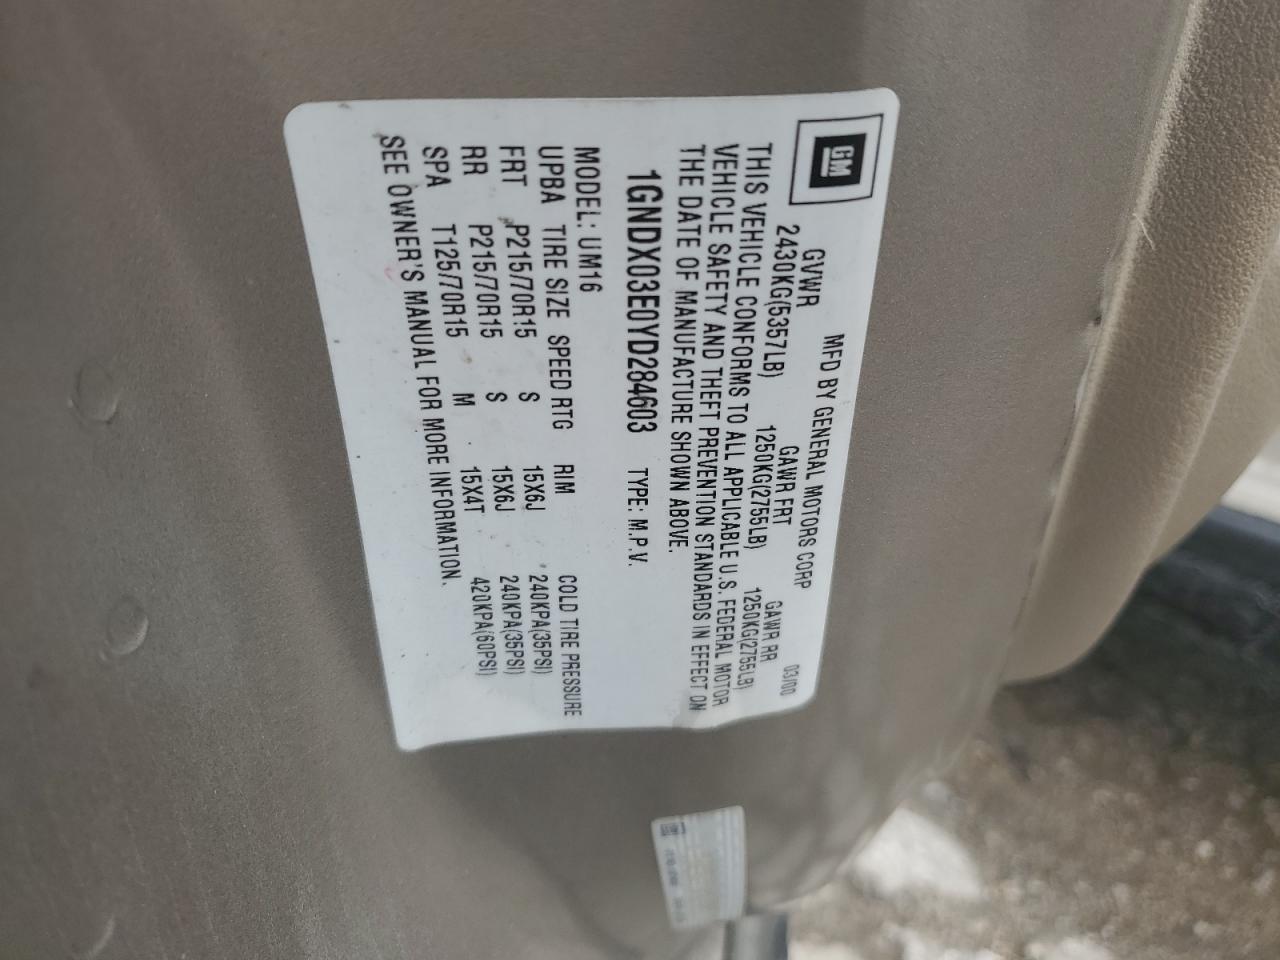 GM
MFD BY GENERAL MOTORS CORP 03/00
GVWR GAWR FRT GAWR RR
2430KG(5357LB) 1250KG(2755LB) 1250KG(2755LB)
THIS VEHICLE CONFORMS TO ALL APPLICABLE U.S. FEDERAL MOTOR
VEHICLE SAFETY AND THEFT PREVENTION STANDARDS IN EFFECT ON
THE DATE OF MANUFACTURE SHOWN ABOVE.
1GNDX03E0YD284603 TYPE: M.P.V.
MODEL: UM16
UPBA TIRE SIZE SPEED RTG RIM COLD TIRE PRESSURE
FRT P215/70R15 S 15X6J 240KPA(35PSI)
RR P215/70R15 S 15X6J 240KPA(35PSI)
SPA T125/70R15 M 15X4T 420KPA(60PSI)
SEE OWNER'S MANUAL FOR MORE INFORMATION.